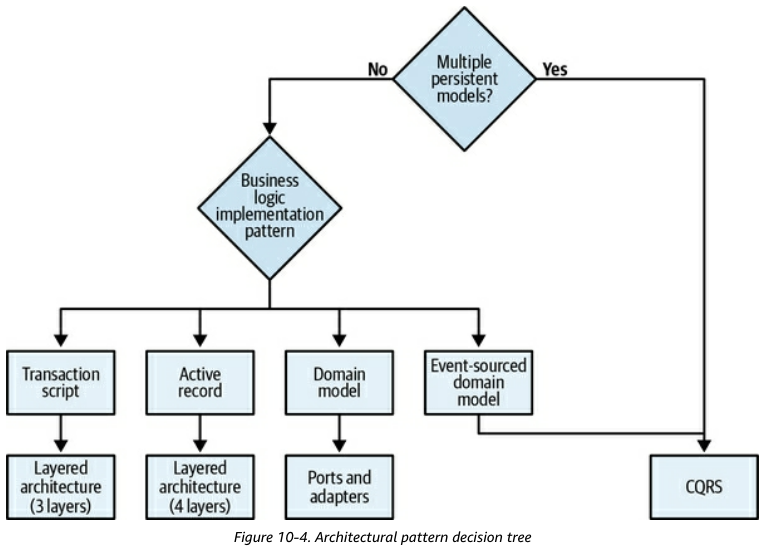 Multiple
persistent
models?
No
Yes
Business
logic
implementation
pattern
Transaction
script
Active
record
Domain
model
Event-sourced
domain
model
Layered
architecture
(3 layers)
Layered
architecture
(4 layers)
Ports and
adapters
CQRS
Figure 10-4. Architectural pattern decision tree